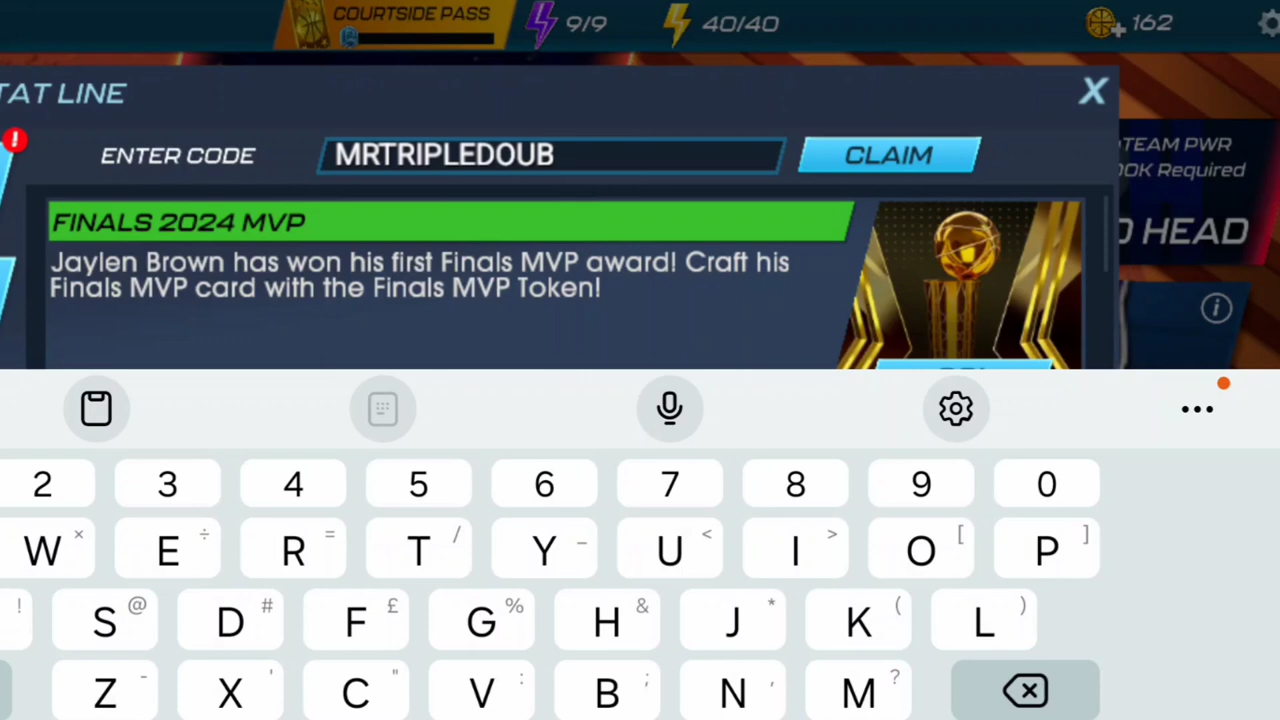 COURTSIDE PASS
9/9
40/40
162
TAT LINE
X
!
ENTER CODE
MRTRIPLEDOUB
CLAIM
TEAM PWR
00K Required
D HEAD
FINALS 2024 MVP
Jaylen Brown has won his first Finals MVP award! Craft his
Finals MVP card with the Finals MVP Token!
i
2 3 4 5 6 7 8 9 0
W × E ÷ R = T / Y _ U < I > O [ P ]
! S @ D # F £ G % H & J * K ( L )
Z - X ' C " V : B ; N , M ?